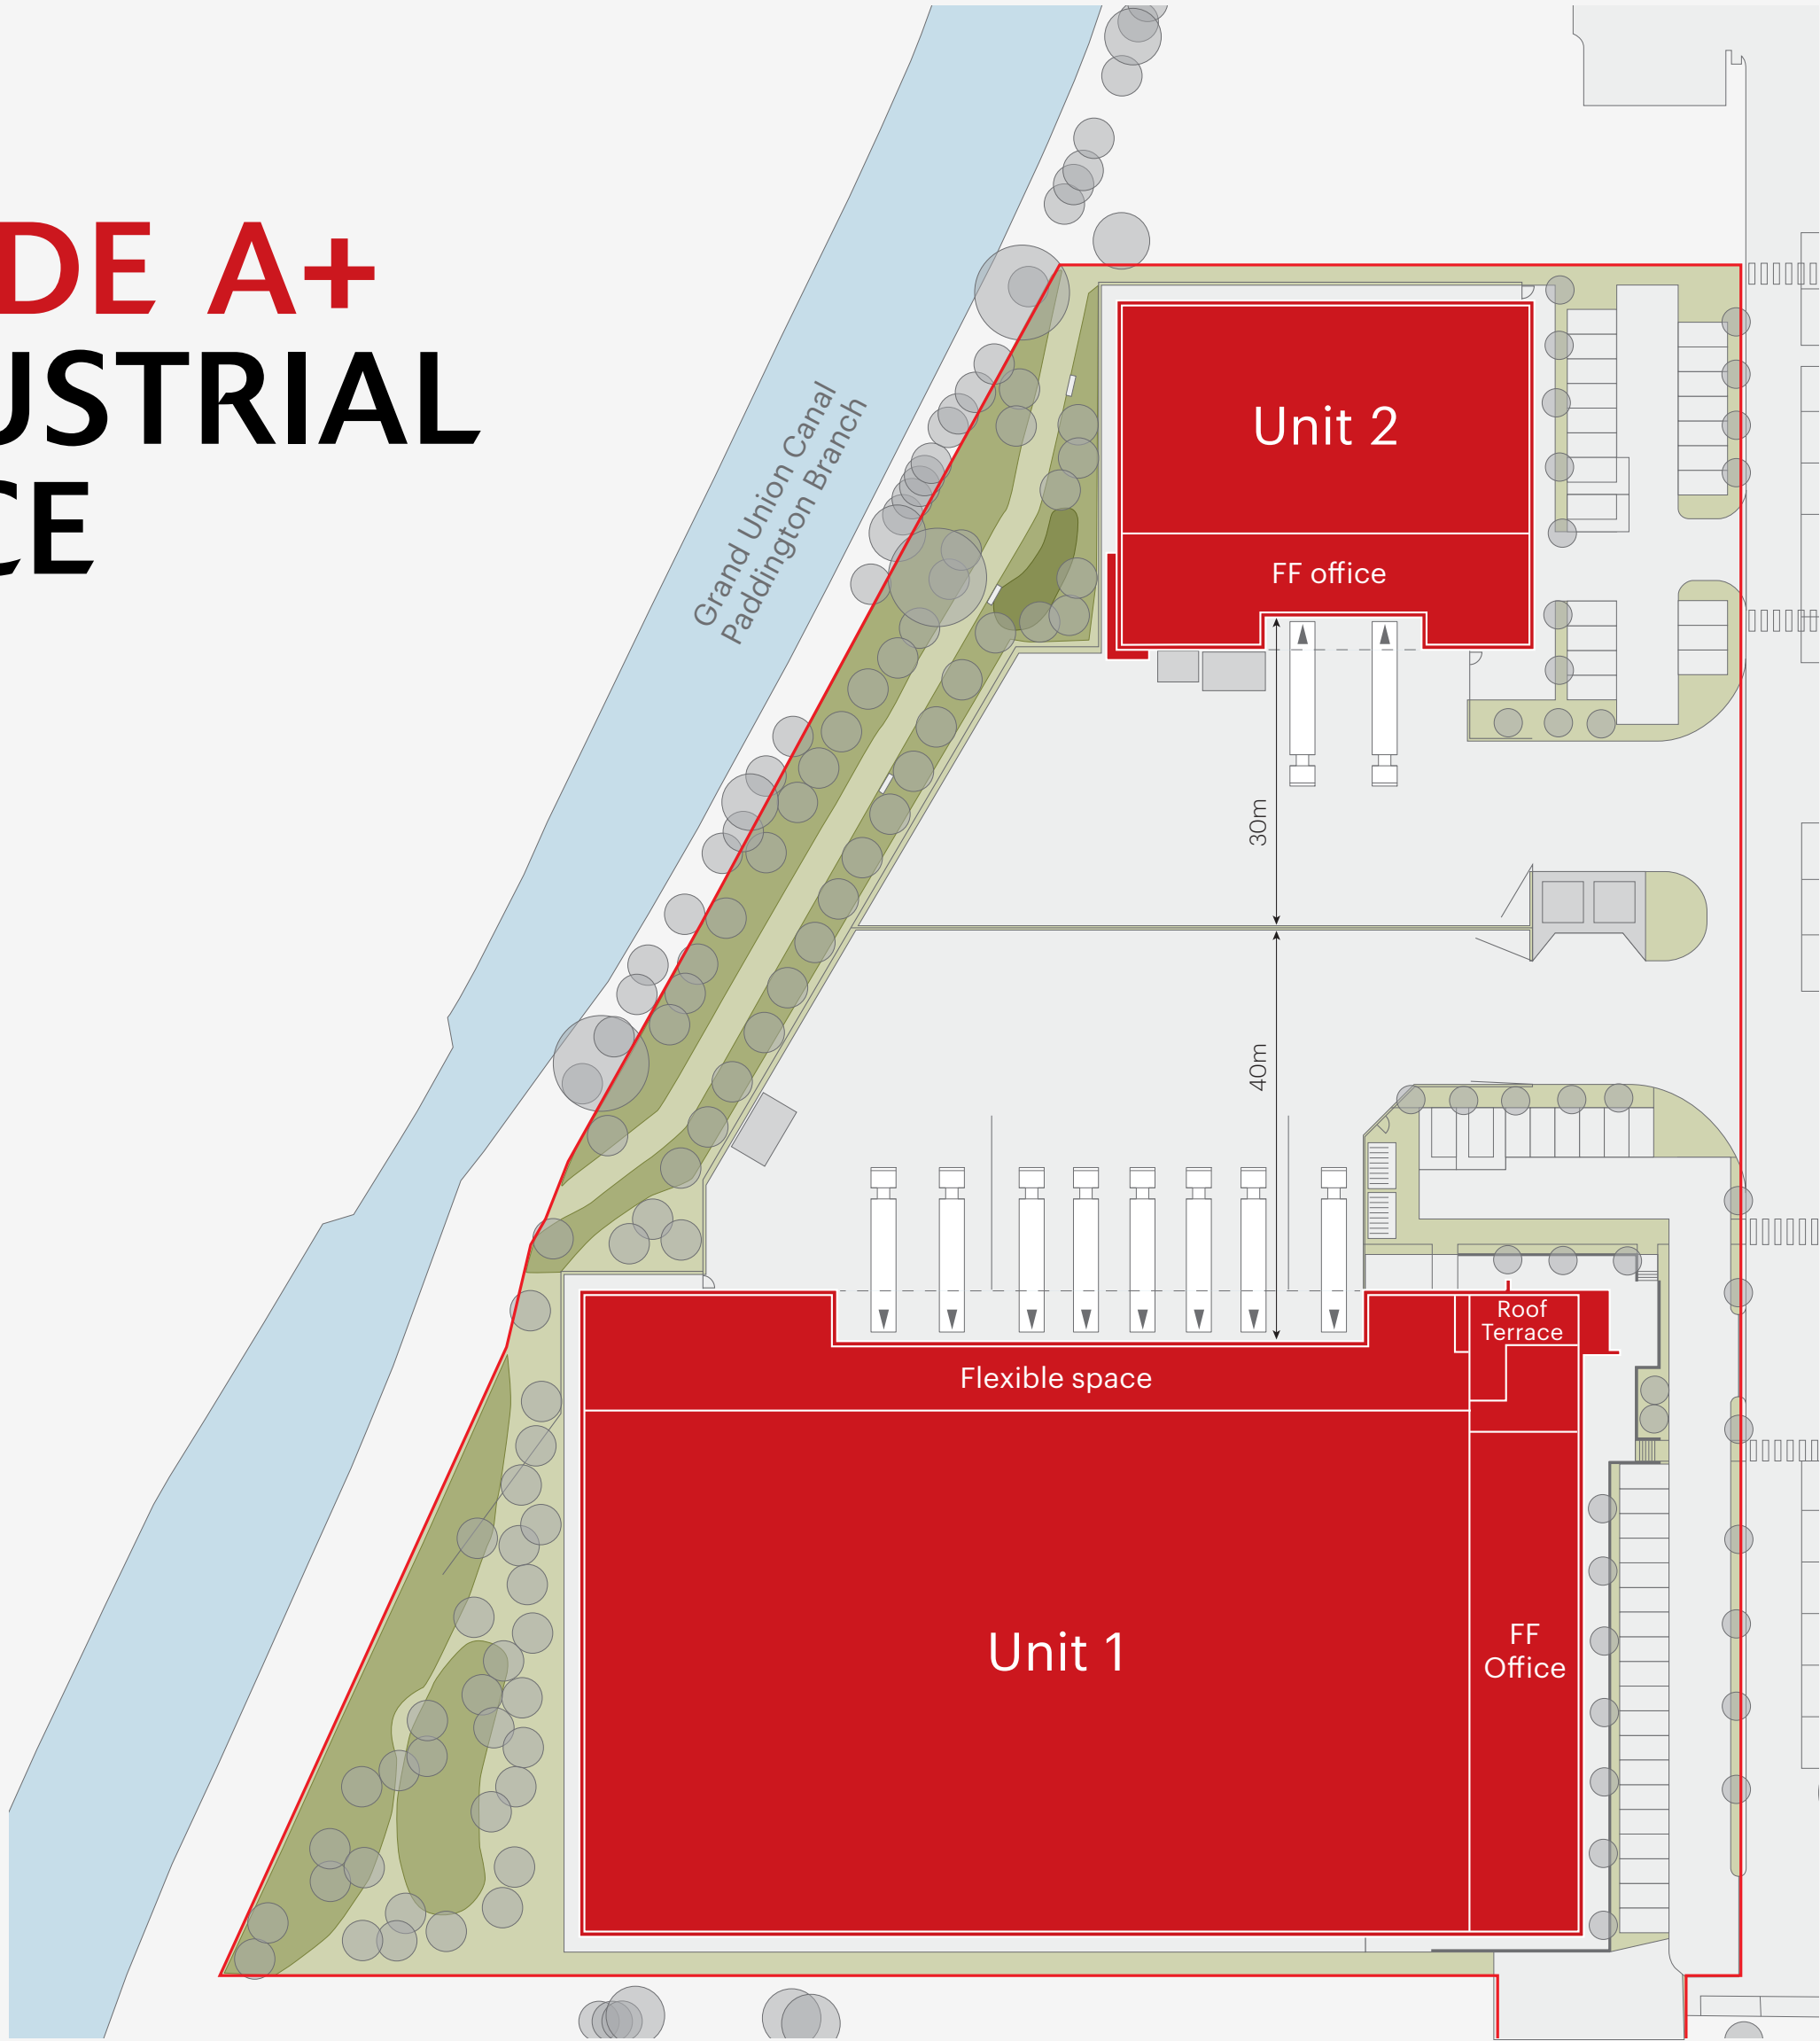 DE A+
USTRIAL
CE
Grand Union Canal
Paddington Branch
Unit 2
FF office
30m
40m
Roof
Terrace
Flexible space
Unit 1
FF
Office